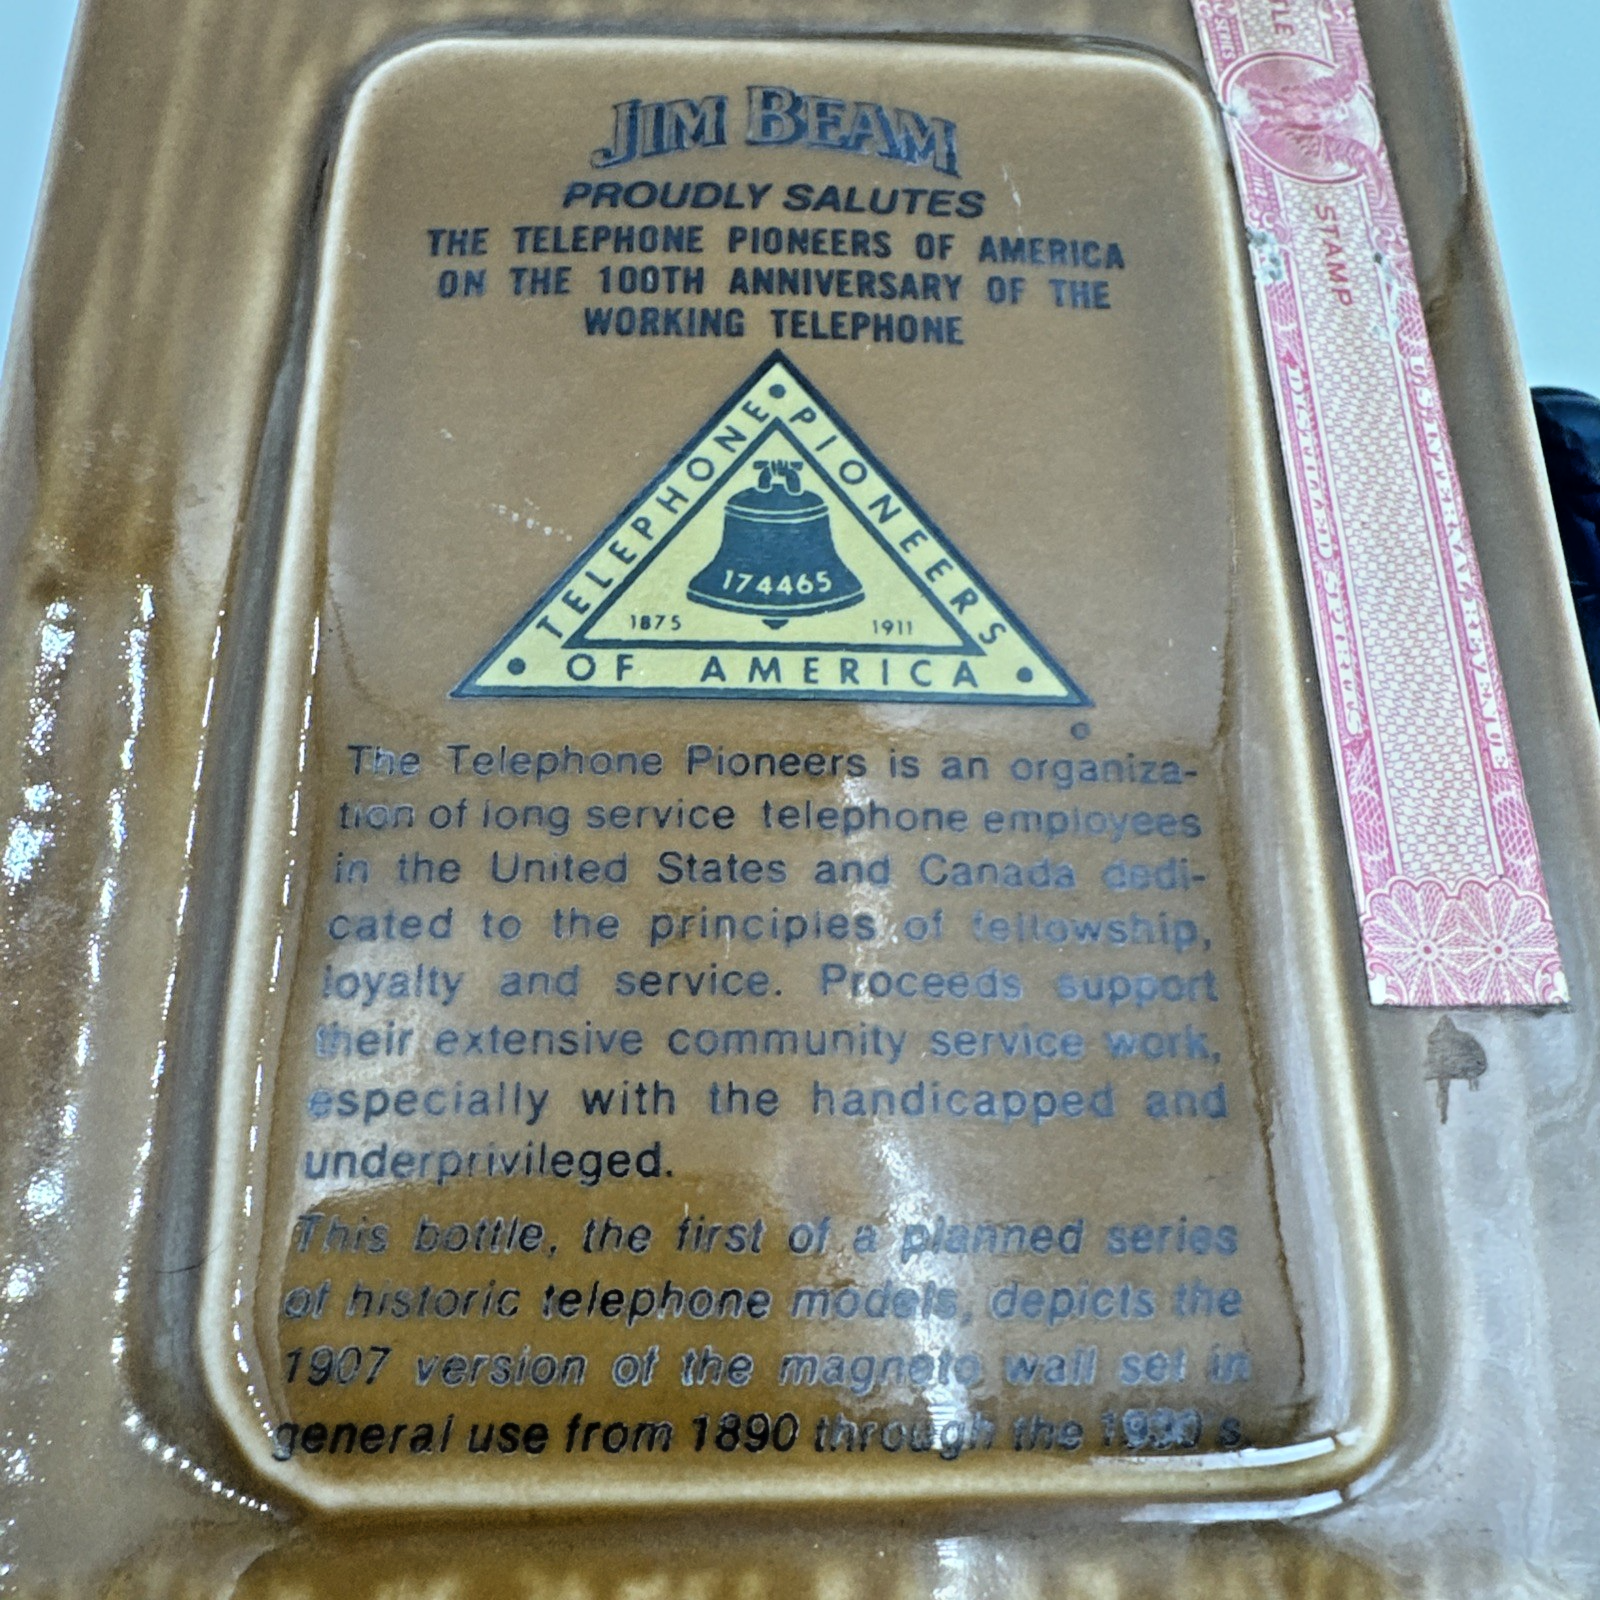 JIM BEAM
PROUDLY SALUTES
THE TELEPHONE PIONEERS OF AMERICA
ON THE 100TH ANNIVERSARY OF THE
WORKING TELEPHONE
TELEPHONE PIONEERS
174465
1875 1911
OF AMERICA
The Telephone Pioneers is an organiza-
tion of long service telephone employees
in the United States and Canada dedi-
cated to the principles of fellowship,
loyalty and service. Proceeds support
their extensive community service work,
especially with the handicapped and
underprivileged.
This bottle, the first of a planned series
of historic telephone models, depicts the
1907 version of the magneto wall set in
general use from 1890 through the
STAMP
U.S. INTERNAL REVENUE
DISTILLED SPIRITS